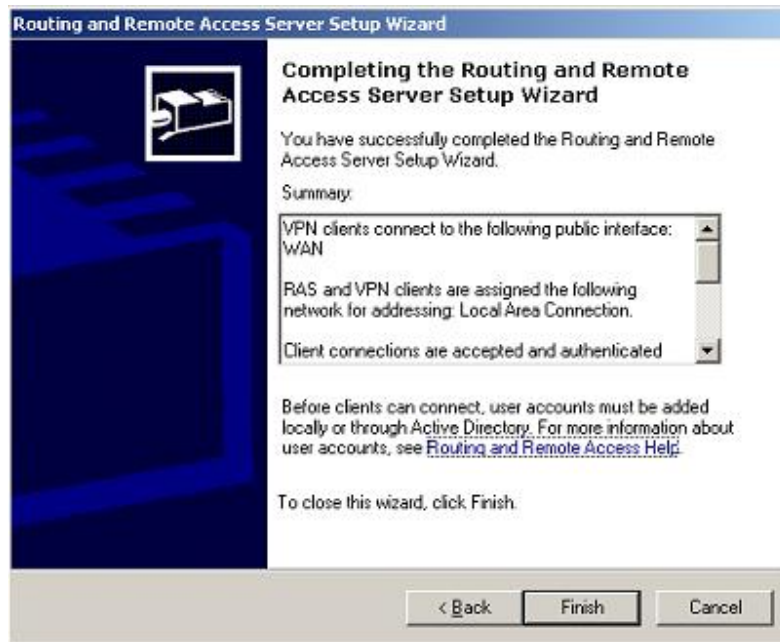 Routing and Remote Access Server Setup Wizard
Completing the Routing and Remote
Access Server Setup Wizard
You have successfully completed the Routing and Remote
Access Server Setup Wizard.
Summary:
VPN clients connect to the following public interface:
WAN
RAS and VPN clients are assigned the following
network for addressing: Local Area Connection.
Client connections are accepted and authenticated
Before clients can connect, user accounts must be added
locally or through Active Directory. For more information about
user accounts, see Routing and Remote Access Help.
To close this wizard, click Finish.
< Back
Finish
Cancel